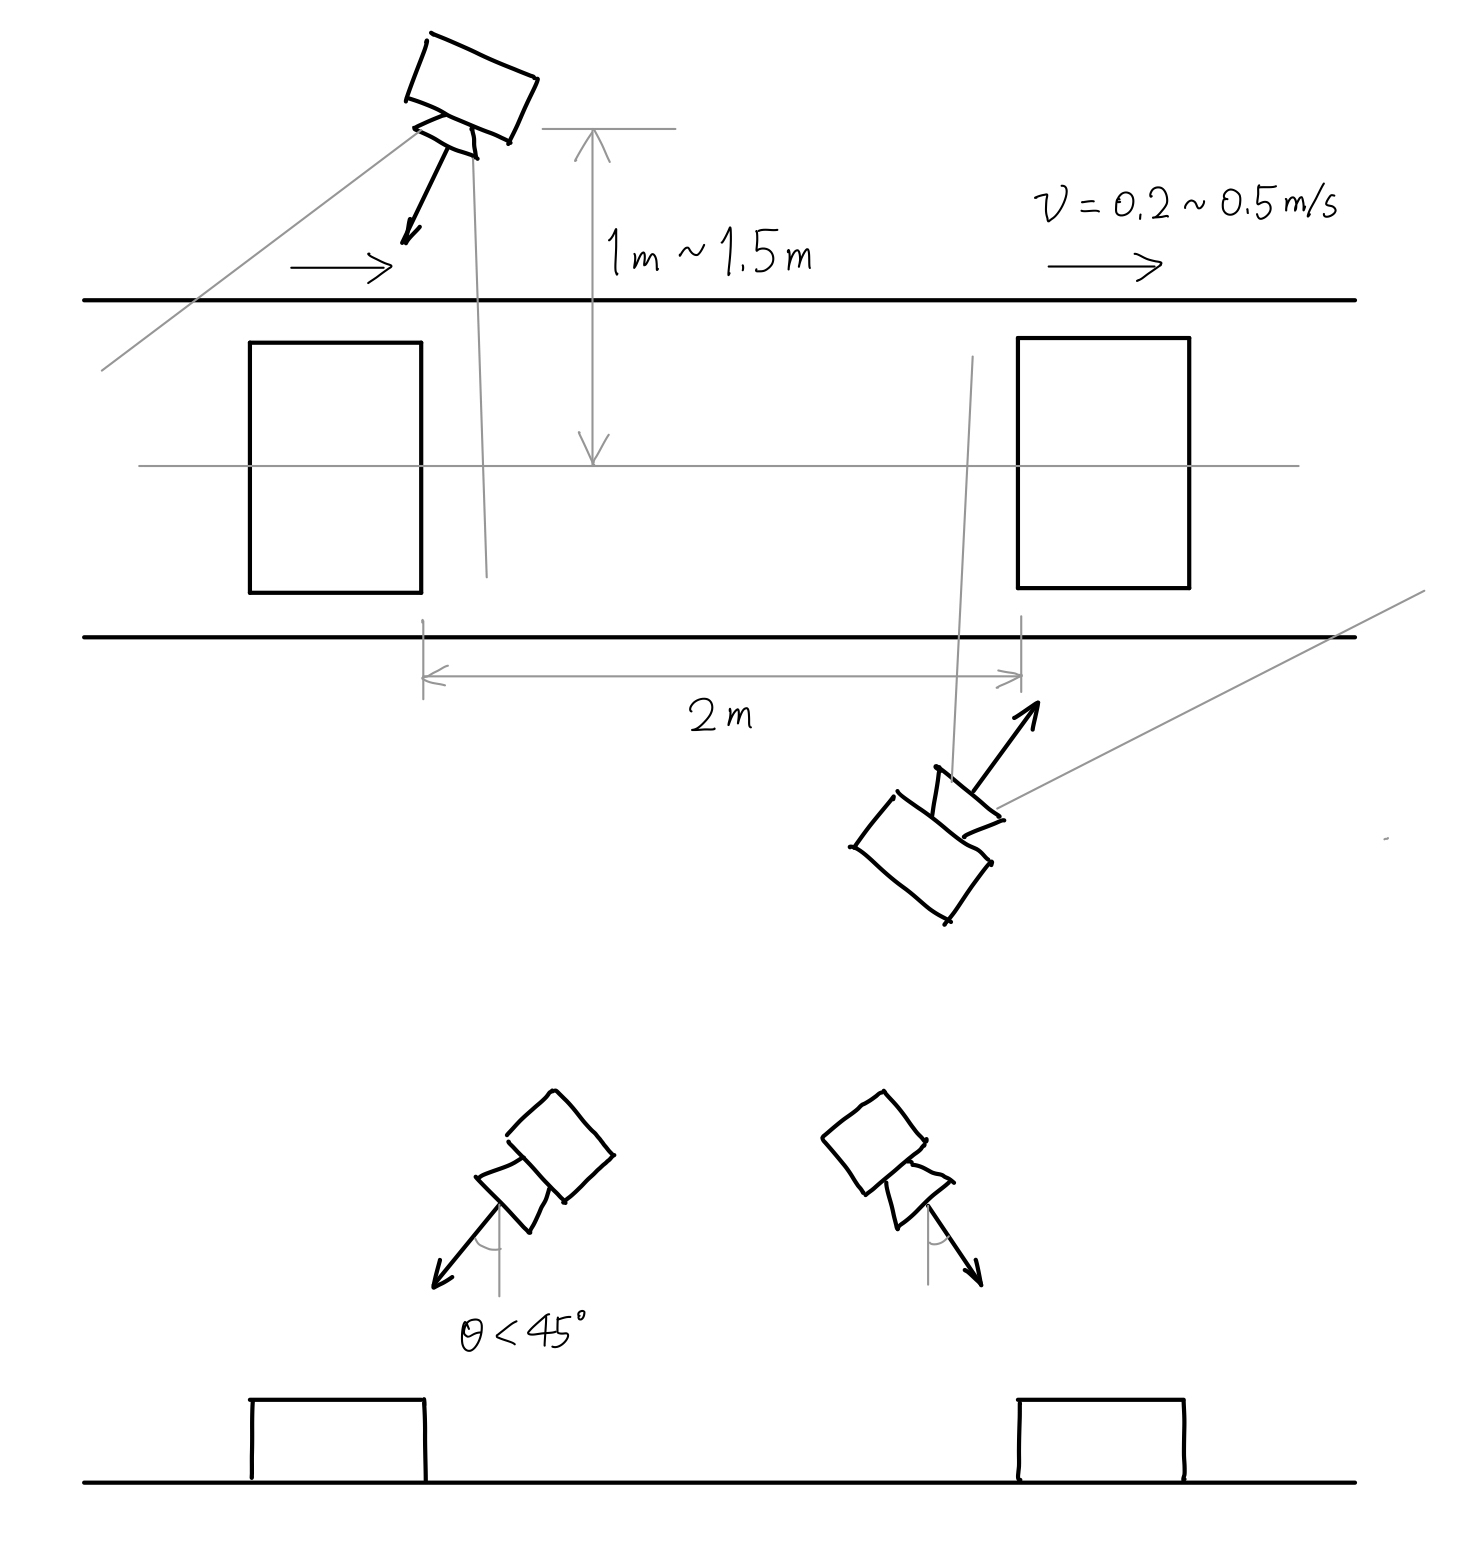 v = 0.2 ~ 0.5 m/s
1m ~ 1.5m
2m
θ < 45°